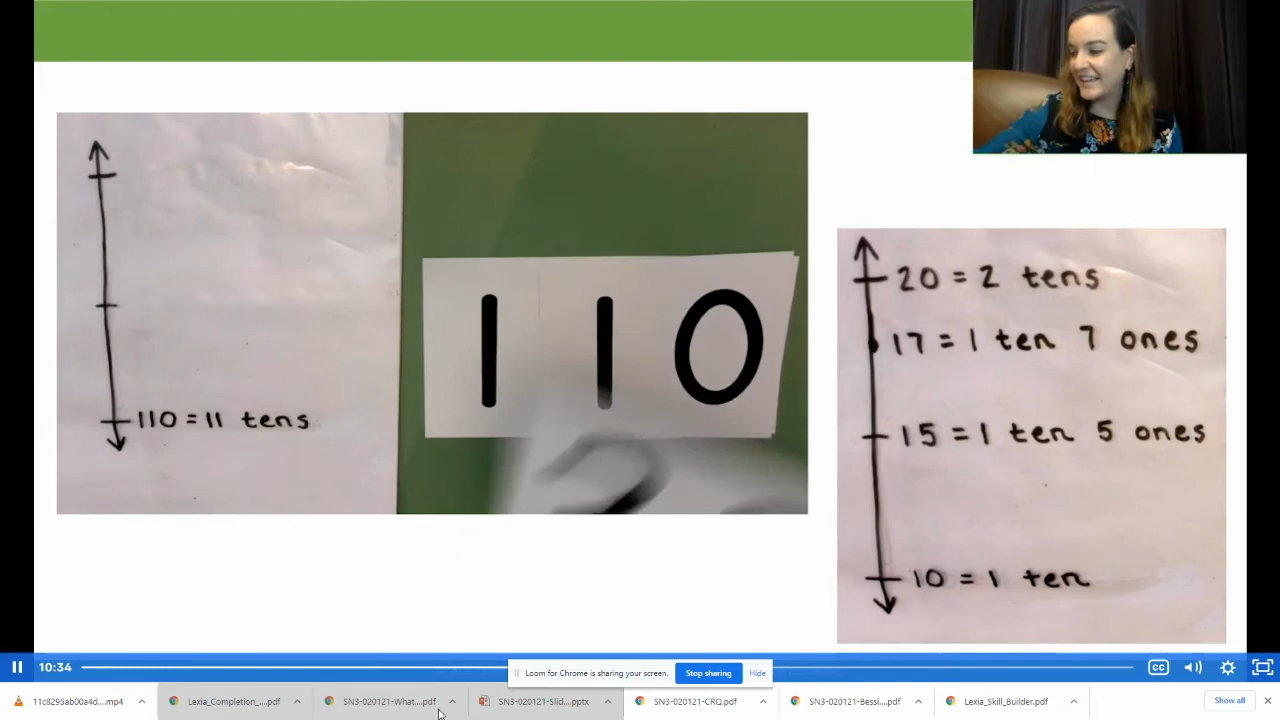 110 = 11 tens
110
20 = 2 tens
17 = 1 ten 7 ones
15 = 1 ten 5 ones
10 = 1 ten
10:34
Loom for Chrome is sharing your screen.
Stop sharing
Hide
CC
11c8295ab00a4d....mp4
Lexia_Completion_....pdf
SN3-020121-What....pdf
SN3-020121-Slid....pptx
SN3-020121-CRQ.pdf
SN3-020121-Bessi....pdf
Lexia_Skill_Builder.pdf
Show all